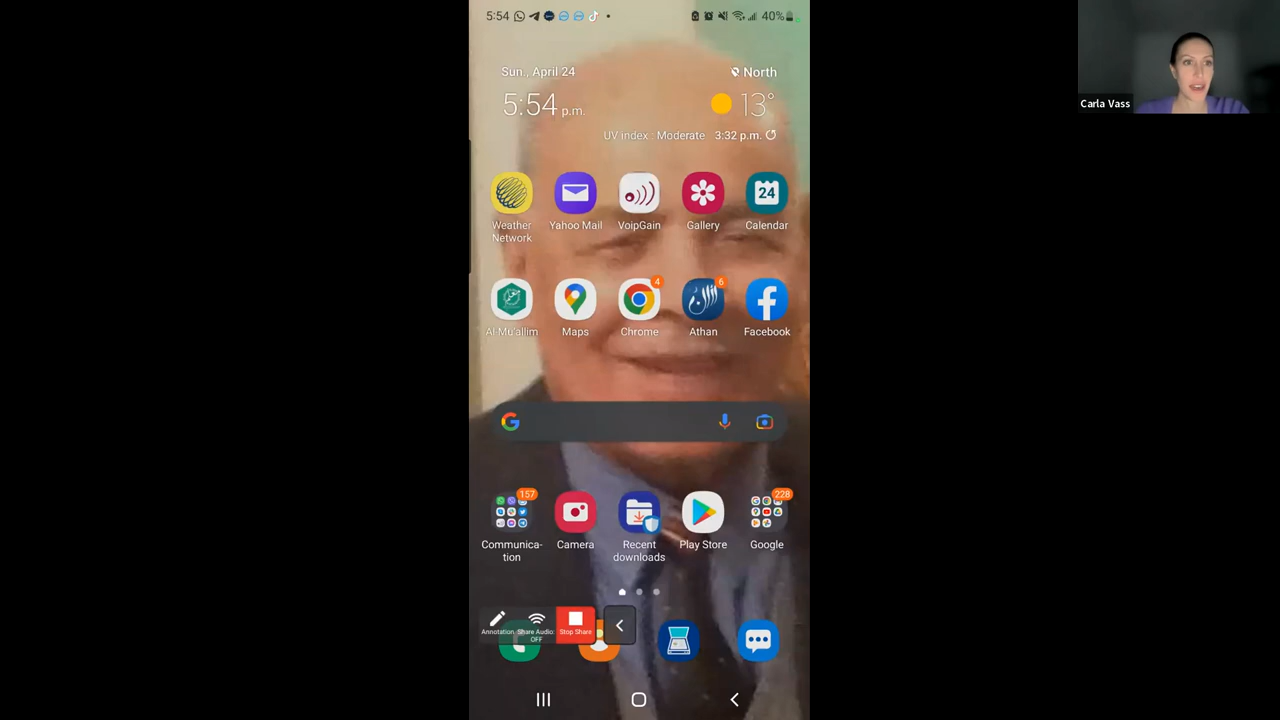 5:54
40%
Carla Vass
Sun., April 24
North
5:54 p.m.
13°
UV index : Moderate 3:32 p.m.
24
Weather Network
Yahoo Mail
VoipGain
Gallery
Calendar
4
6
Al-Mu'allim
Maps
Chrome
Athan
Facebook
157
228
Communica-
tion
Camera
Recent
downloads
Play Store
Google
Annotation
Share Audio:
OFF
Stop Share